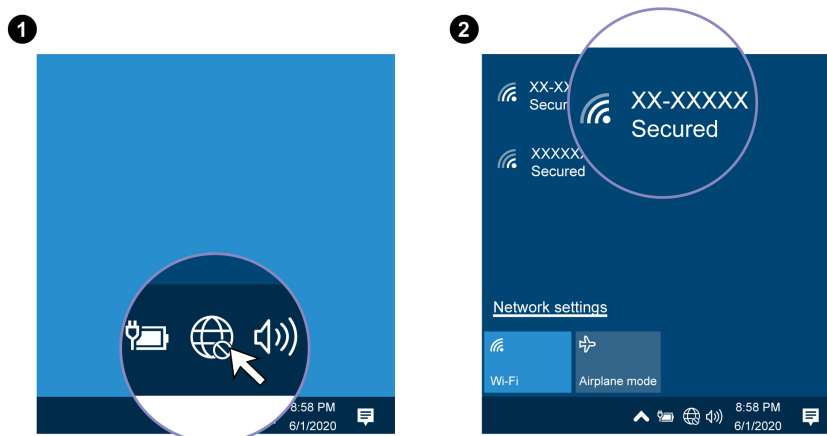 1
8:58 PM
6/1/2020
2
XX-XX
Secur
XX-XXXXX
Secured
XXXXX
Secured
Network settings
Wi-Fi
Airplane mode
8:58 PM
6/1/2020